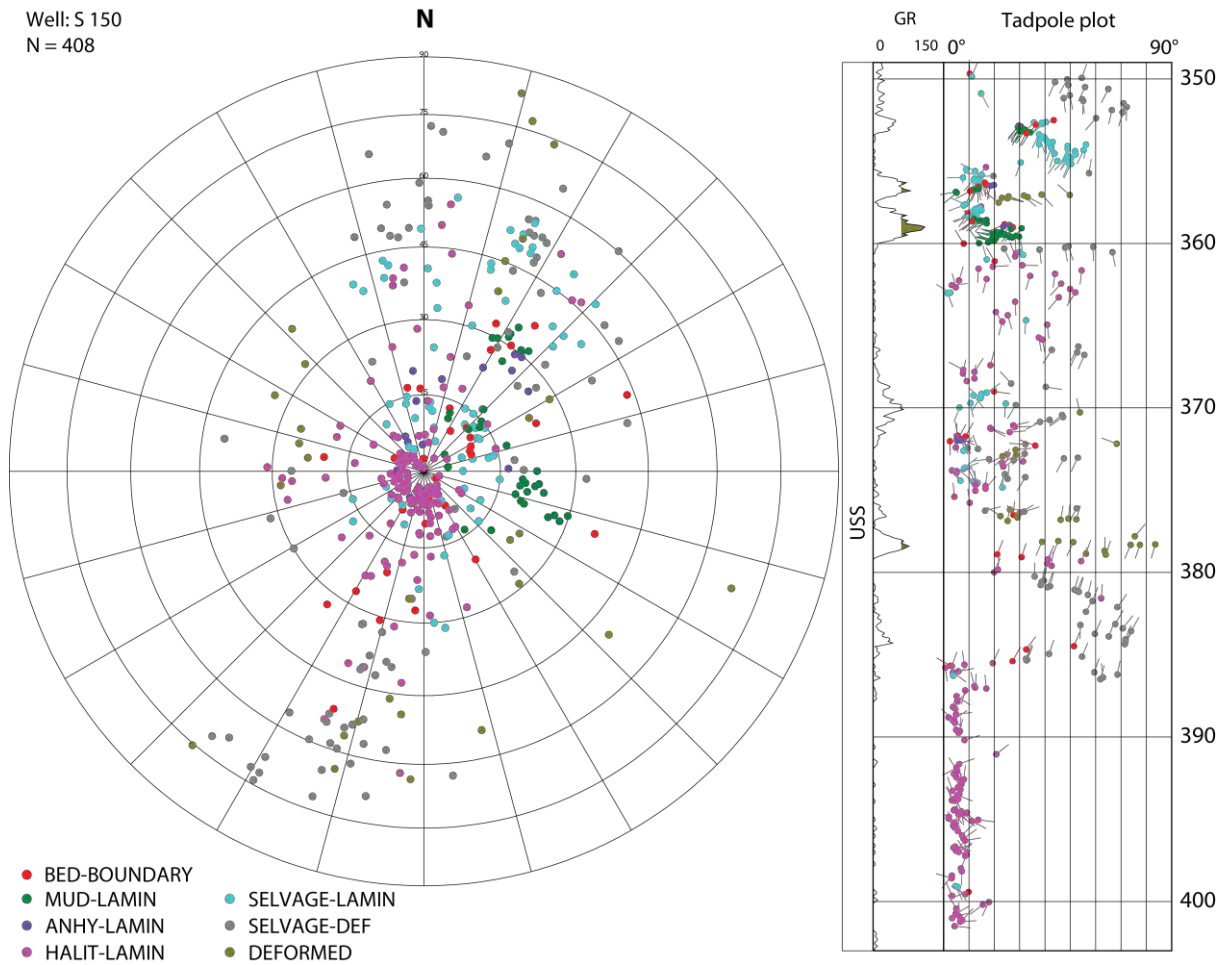 Well: S 150
N = 408
N
90
75
60
45
30
15
BED-BOUNDARY
MUD-LAMIN
ANHY-LAMIN
HALIT-LAMIN
SELVAGE-LAMIN
SELVAGE-DEF
DEFORMED
GR
Tadpole plot
0
150
0°
90°
USS
350
360
370
380
390
400